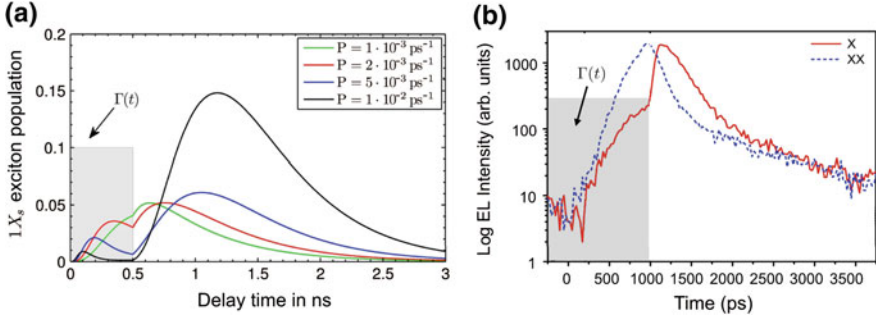 (a)
0.2
0.15
0.1
0.05
0
1X_s exciton population
Γ(t)
P = 1 · 10⁻³ ps⁻¹
P = 2 · 10⁻³ ps⁻¹
P = 5 · 10⁻³ ps⁻¹
P = 1 · 10⁻² ps⁻¹
0 0.5 1 1.5 2 2.5 3
Delay time in ns
(b)
1000
100
10
1
Log EL Intensity (arb. units)
Γ(t)
X
XX
0 500 1000 1500 2000 2500 3000 3500
Time (ps)